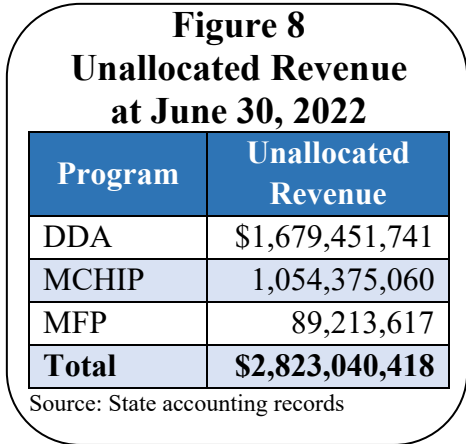 Figure 8
Unallocated Revenue
at June 30, 2022
Program
Unallocated
Revenue
DDA $1,679,451,741
MCHIP 1,054,375,060
MFP 89,213,617
Total $2,823,040,418
Source: State accounting records